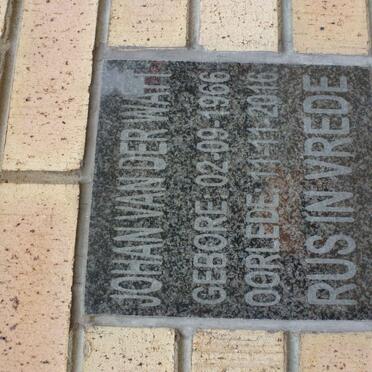 JOHAN VAN DER WALT
GEBORE 02-09-1966
OORLEDE 11-11-2016
RUS IN VREDE